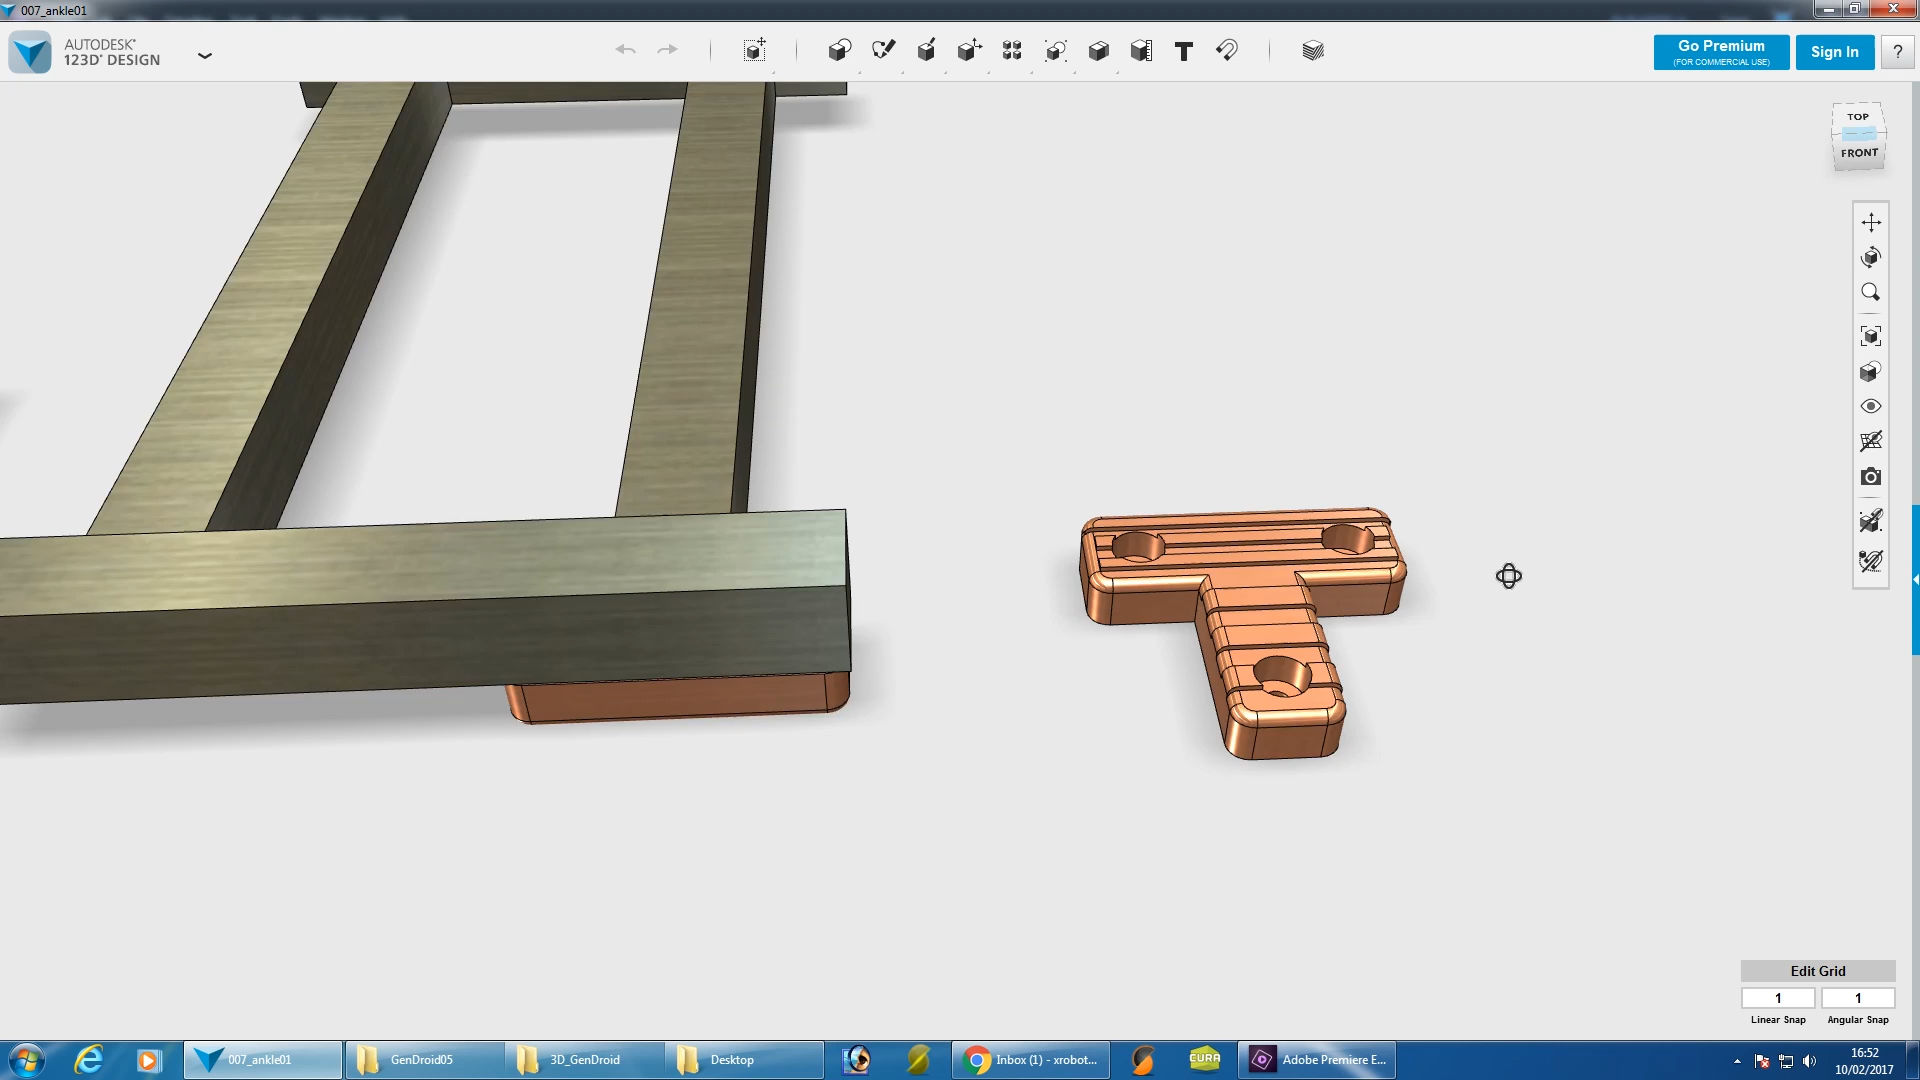 007_ankle01
AUTODESK®
123D® DESIGN
T
Go Premium
(FOR COMMERCIAL USE)
Sign In
?
TOP
FRONT
Edit Grid
1
1
Linear Snap
Angular Snap
007_ankle01
GenDroid05
3D_GenDroid
Desktop
Inbox (1) - xrobot...
CURA
Adobe Premiere E...
16:52
10/02/2017